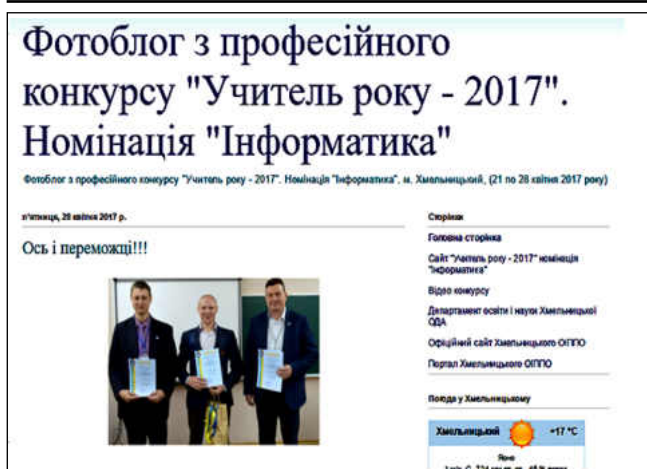 Фотоблог з професійного
конкурсу "Учитель року - 2017".
Номінація "Інформатика"
Фотоблог з професійного конкурсу "Учитель року - 2017". Номінація "Інформатика". м. Хмельницький, (21 по 28 квітня 2017 року)
п'ятниця, 28 квітня 2017 р.
Ось і переможці!!!
Сторінки
Головна сторінка
Сайт "Учитель року - 2017" номінація
"Інформатика"
Відео конкурсу
Департамент освіти і науки Хмельницької
ОДА
Офіційний сайт Хмельницького ОІППО
Портал Хмельницького ОІППО
Погода у Хмельницькому
Хмельницький +17 °C
Ясно